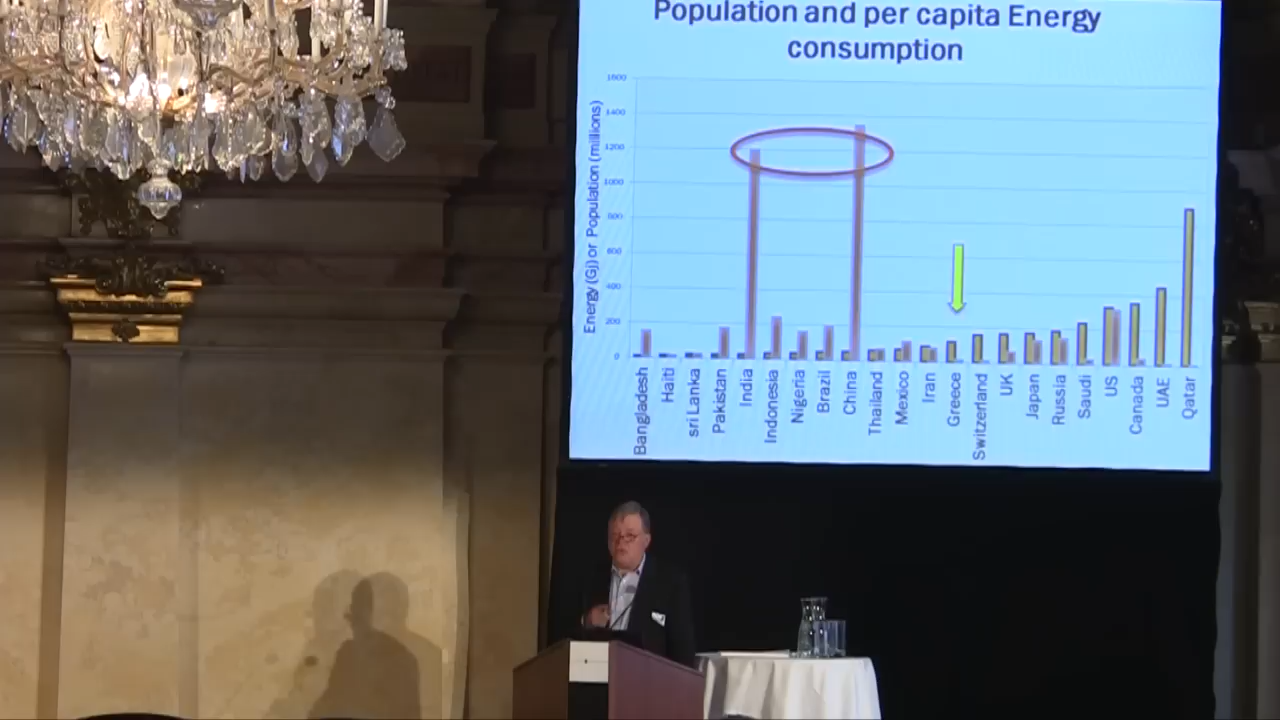 Population and per capita Energy
consumption
Energy (Gj) or Population (millions)
1600
1400
1200
1000
800
600
400
200
0
Bangladesh
Haiti
sri Lanka
Pakistan
India
Indonesia
Nigeria
Brazil
China
Thailand
Mexico
Iran
Greece
Switzerland
UK
Japan
Russia
Saudi
US
Canada
UAE
Qatar